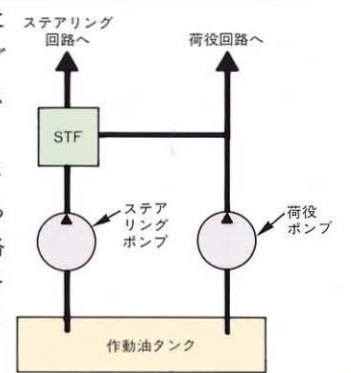 ステアリング
回路へ
荷役回路へ
STF
ステア
リング
ポンプ
荷役
ポンプ
作動油タンク